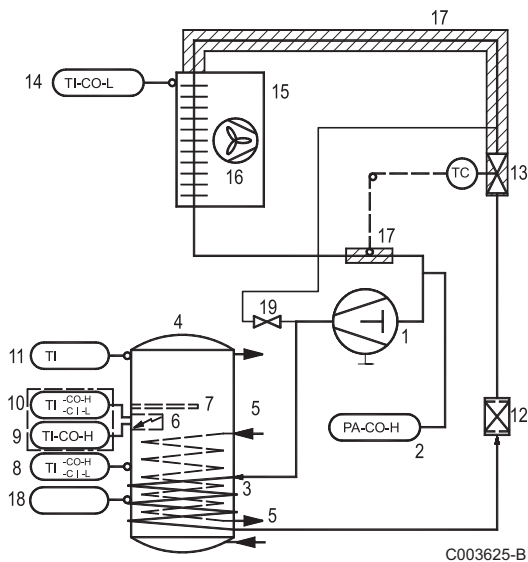 17
14 TI-CO-L
15
16
TC
13
17
19
1
4
11 TI
10 TI -CO-H
-C I -L
7
6
5
9 TI-CO-H
PA-CO-H
2
12
8 TI -CO-H
-C I -L
3
18
5
C003625-B